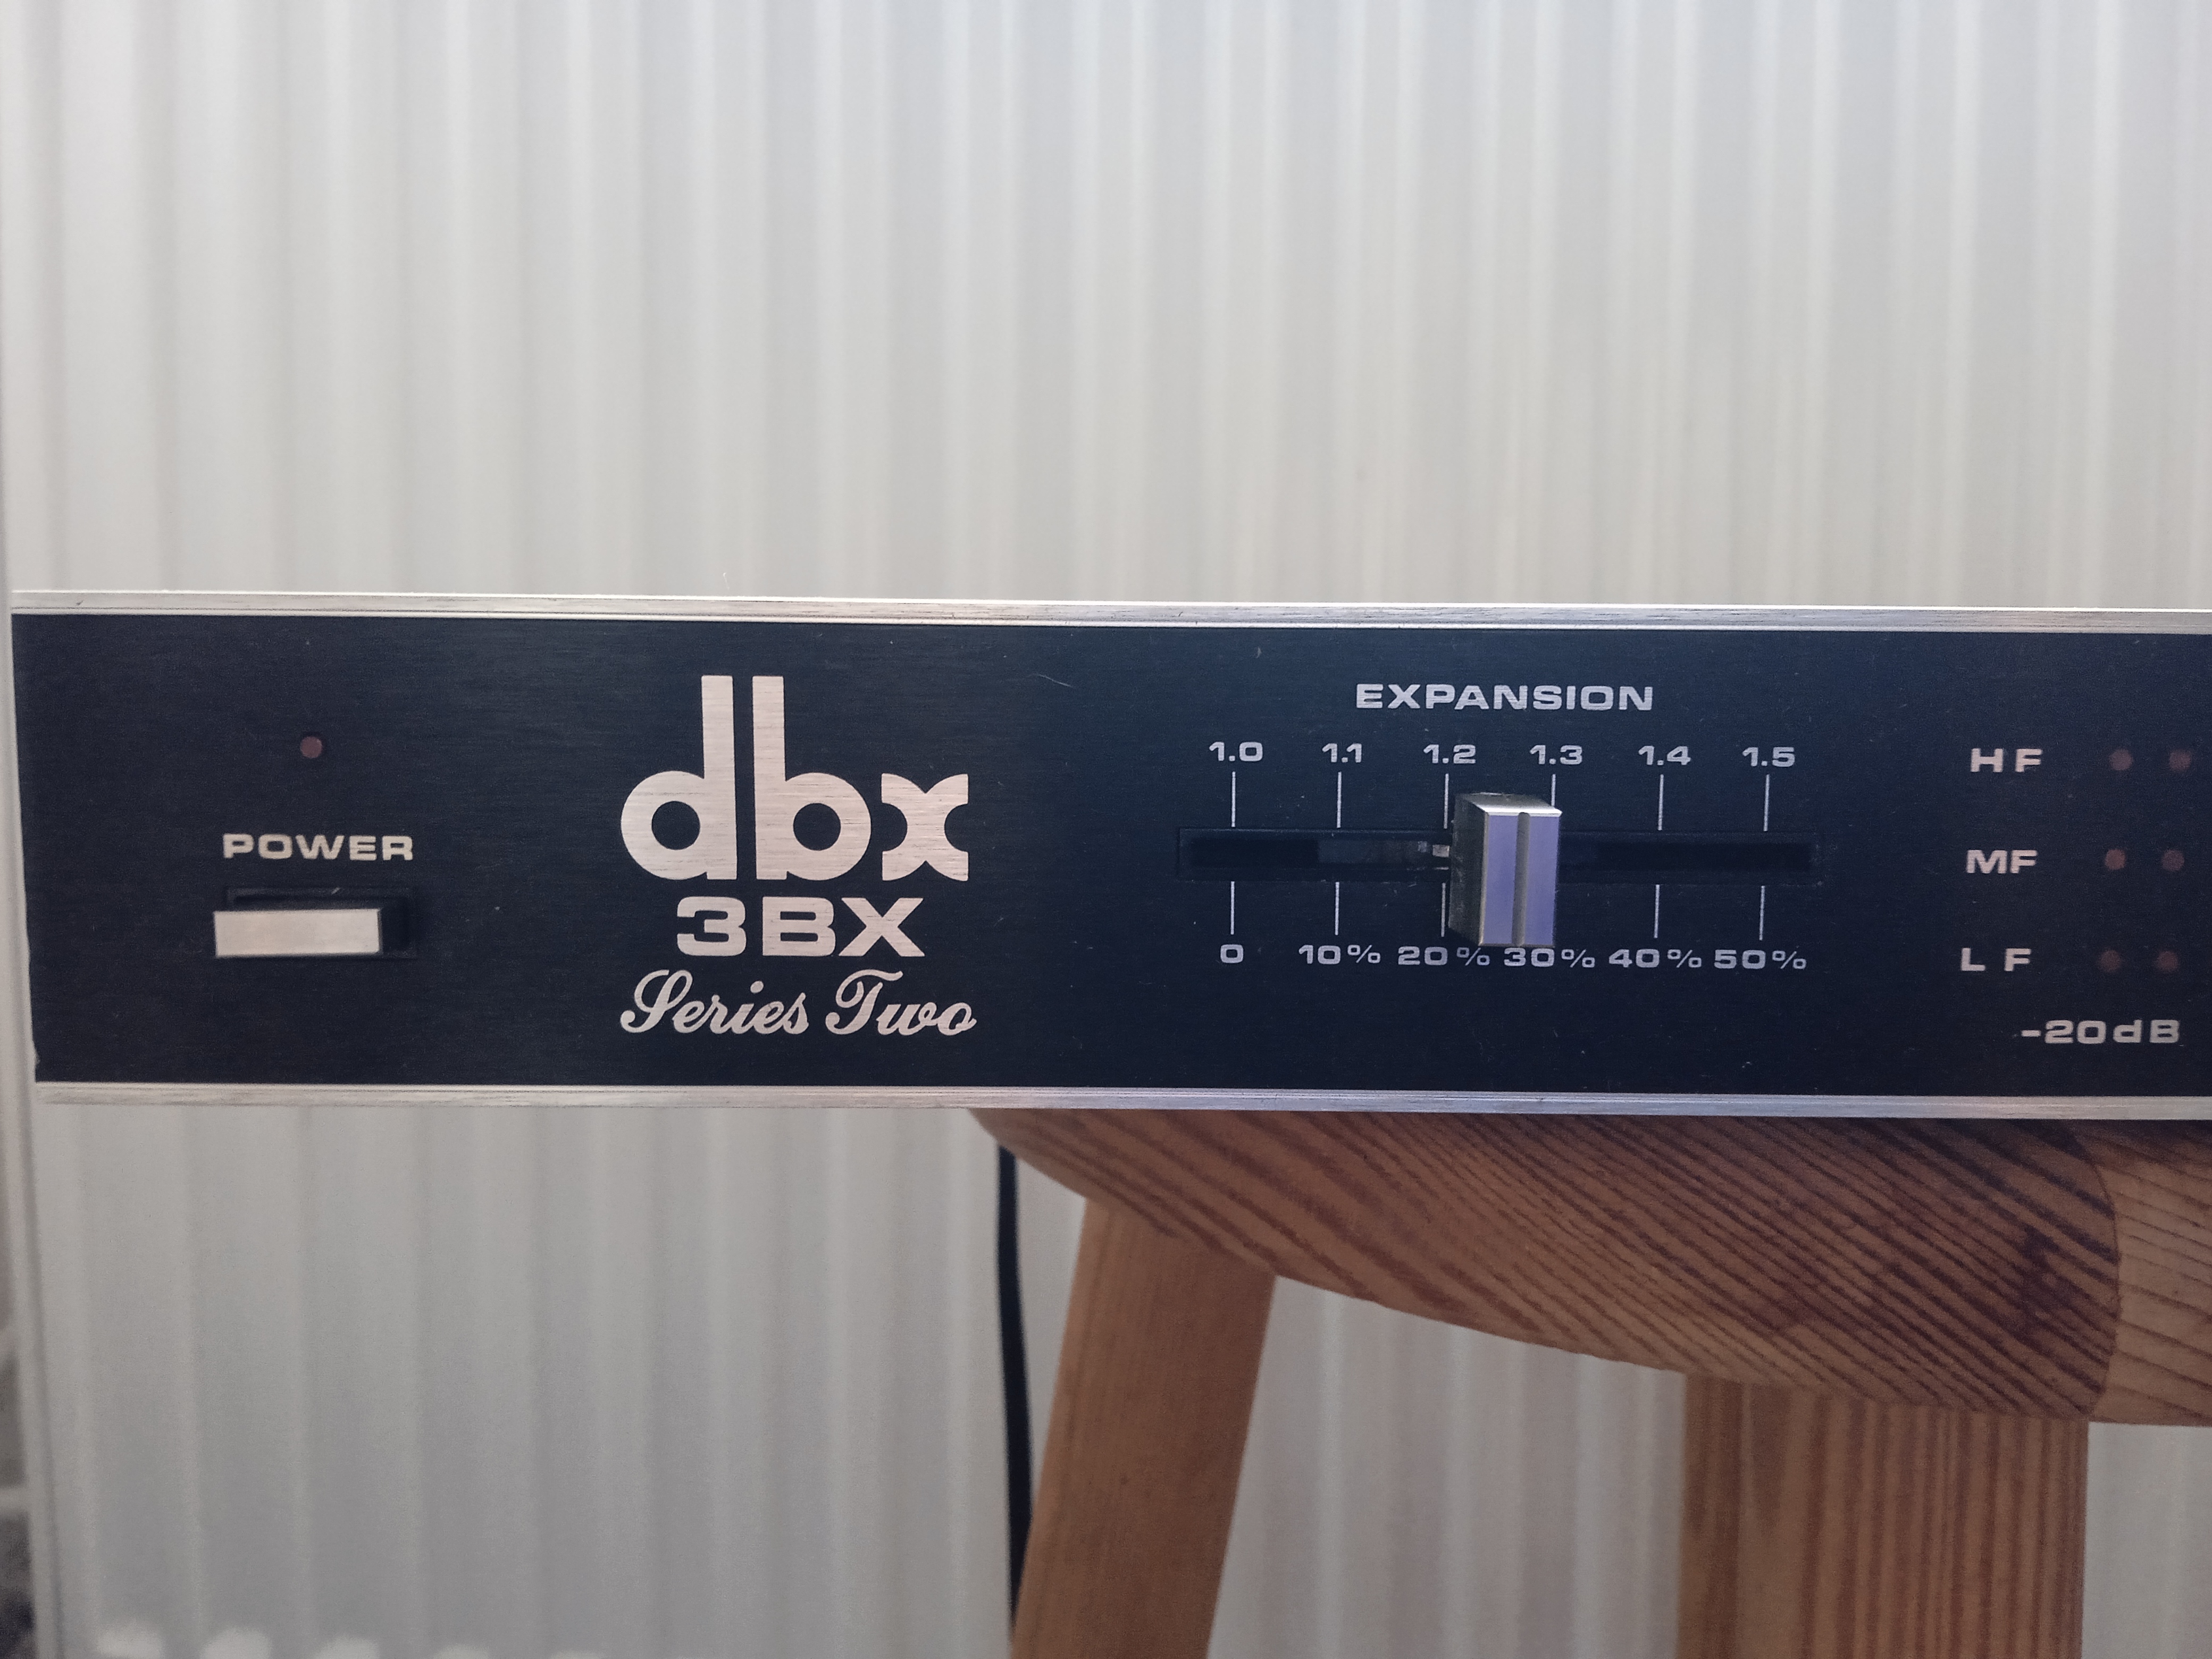 POWER
dbx
3BX
Series Two
EXPANSION
1.0 1.1 1.2 1.3 1.4 1.5
0 10% 20% 30% 40% 50%
HF
MF
LF
-20dB